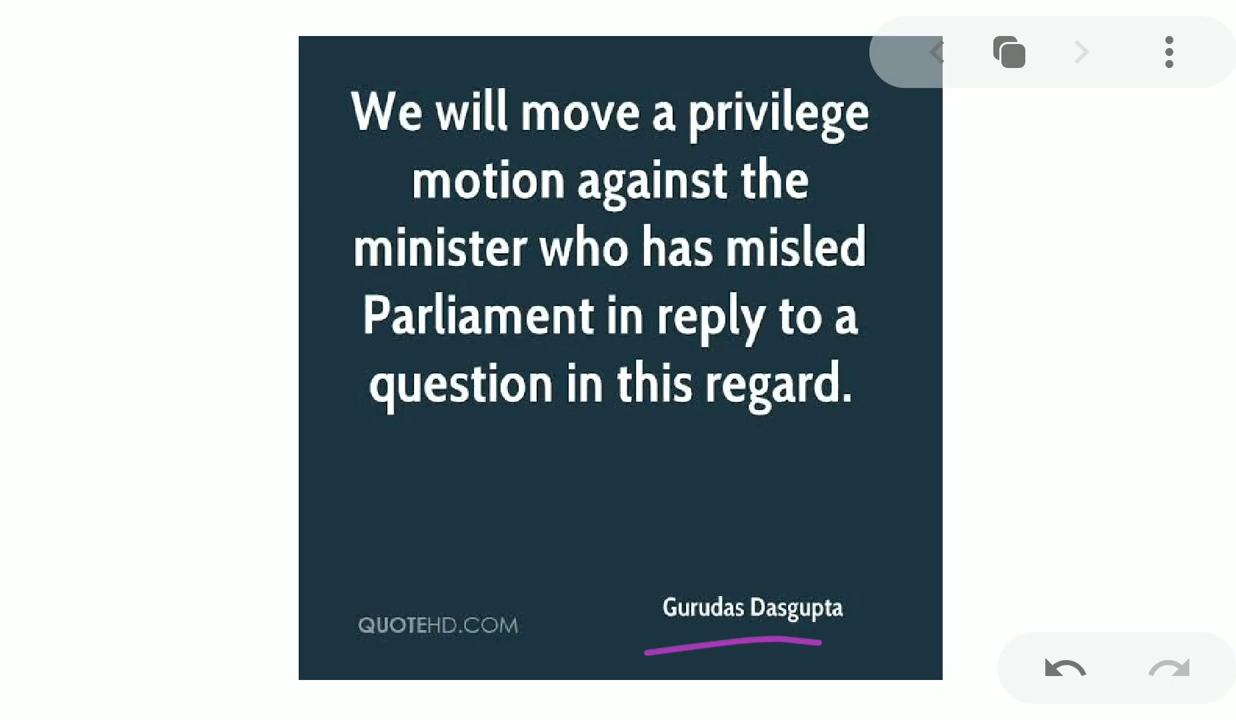 We will move a privilege
motion against the
minister who has misled
Parliament in reply to a
question in this regard.
Gurudas Dasgupta
QUOTEHD.COM